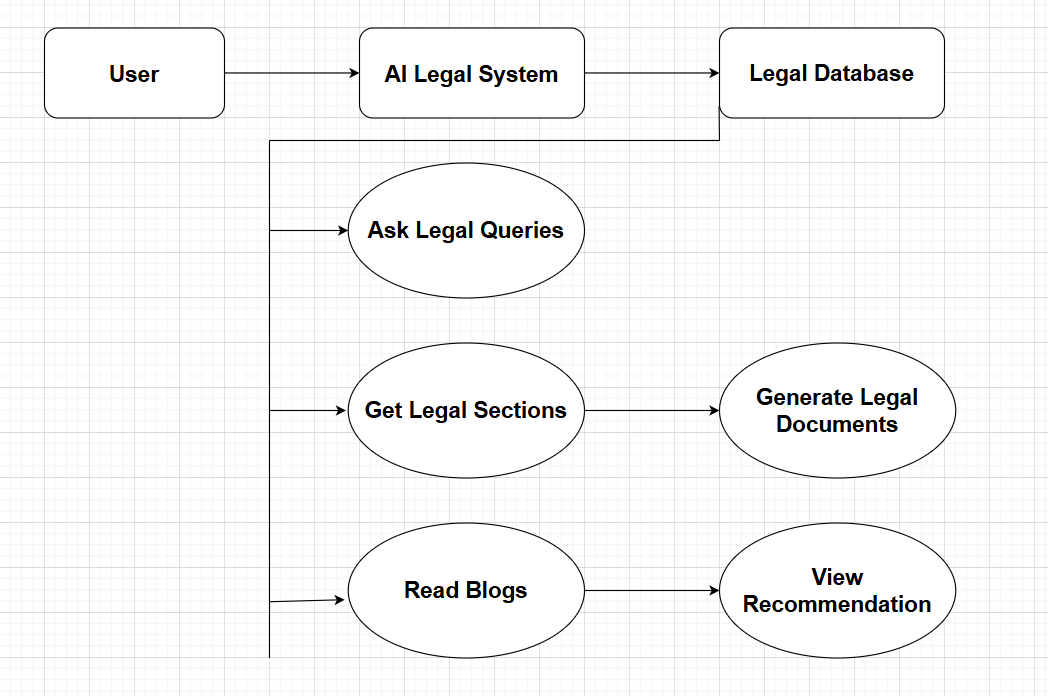 User
AI Legal System
Legal Database
Ask Legal Queries
Get Legal Sections
Generate Legal
Documents
Read Blogs
View
Recommendation